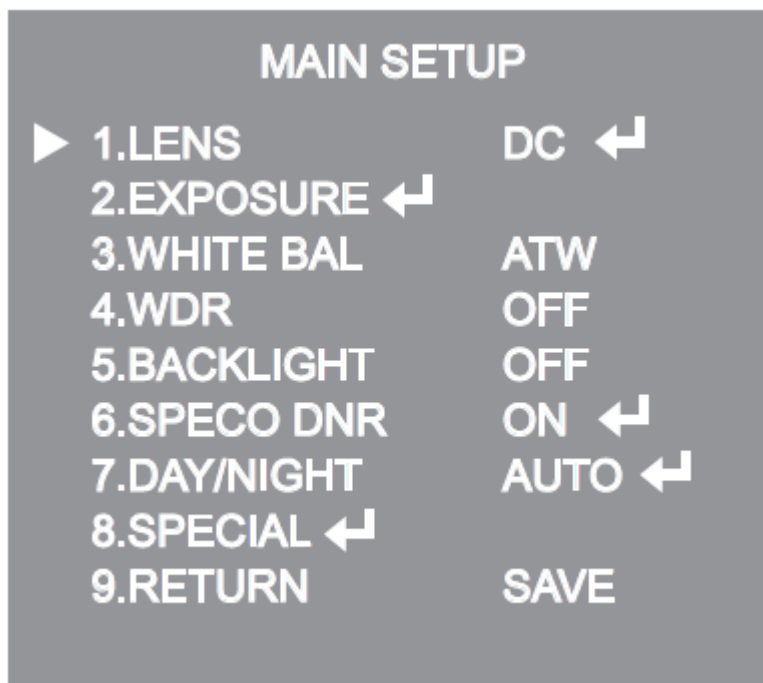 MAIN SETUP
1.LENS DC
2.EXPOSURE
3.WHITE BAL ATW
4.WDR OFF
5.BACKLIGHT OFF
6.SPECO DNR ON
7.DAY/NIGHT AUTO
8.SPECIAL
9.RETURN SAVE